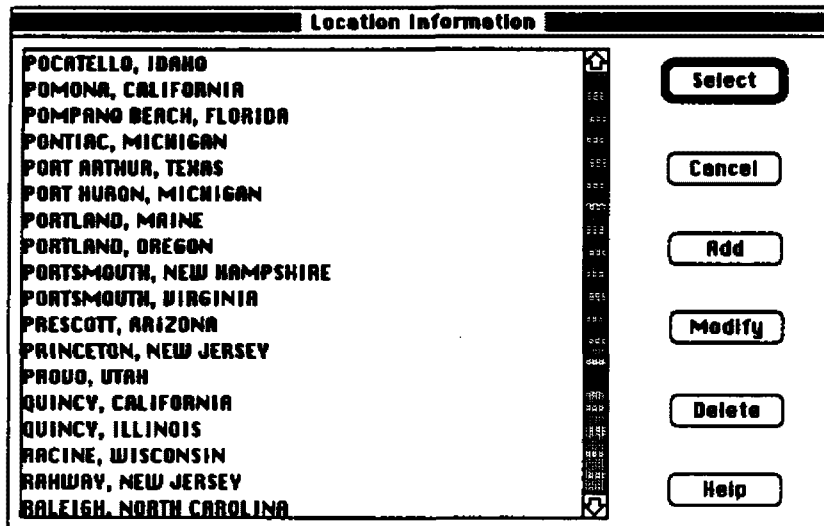 Location Information
POCATELLO, IDAHO
POMONA, CALIFORNIA
POMPANO BEACH, FLORIDA
PONTIAC, MICHIGAN
PORT ARTHUR, TEXAS
PORT HURON, MICHIGAN
PORTLAND, MAINE
PORTLAND, OREGON
PORTSMOUTH, NEW HAMPSHIRE
PORTSMOUTH, VIRGINIA
PRESCOTT, ARIZONA
PRINCETON, NEW JERSEY
PROVO, UTAH
QUINCY, CALIFORNIA
QUINCY, ILLINOIS
RACINE, WISCONSIN
RAHWAY, NEW JERSEY
RALEIGH, NORTH CAROLINA
Select
Cancel
Add
Modify
Delete
Help